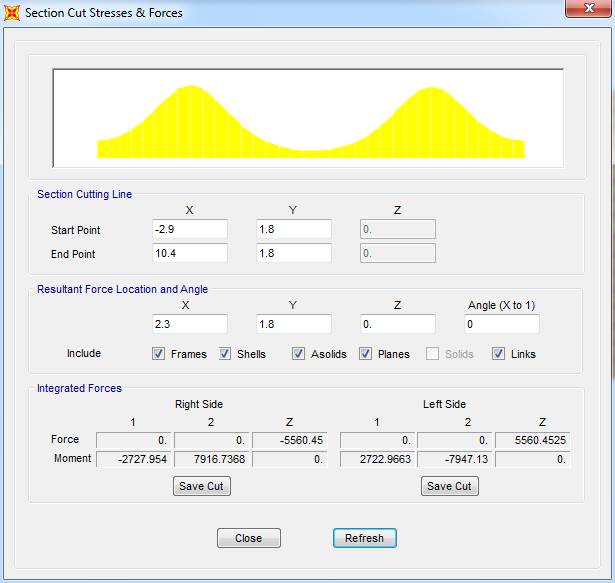 Section Cut Stresses & Forces
Section Cutting Line
X Y Z
Start Point -2.9 1.8 0.
End Point 10.4 1.8 0.
Resultant Force Location and Angle
X Y Z Angle (X to 1)
2.3 1.8 0. 0
Include Frames Shells Asolids Planes Solids Links
Integrated Forces
Right Side Left Side
1 2 Z 1 2 Z
Force 0. 0. -5560.45 0. 0. 5560.4525
Moment -2727.954 7916.7368 0. 2722.9663 -7947.13 0.
Save Cut Save Cut
Close Refresh